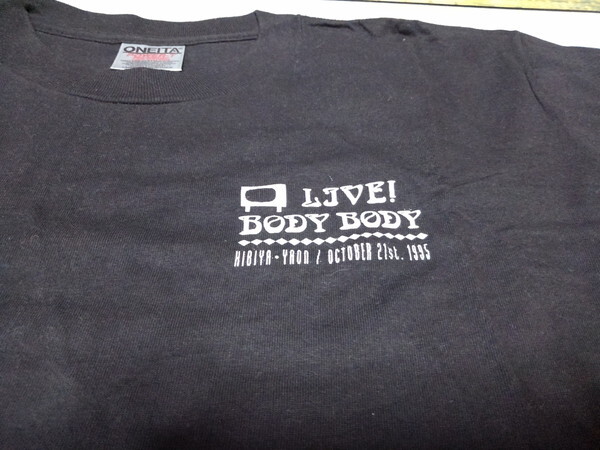 ONEITA
LIVE!
BODY BODY
HIBIYA-YAON / OCTOBER 21st. 1995